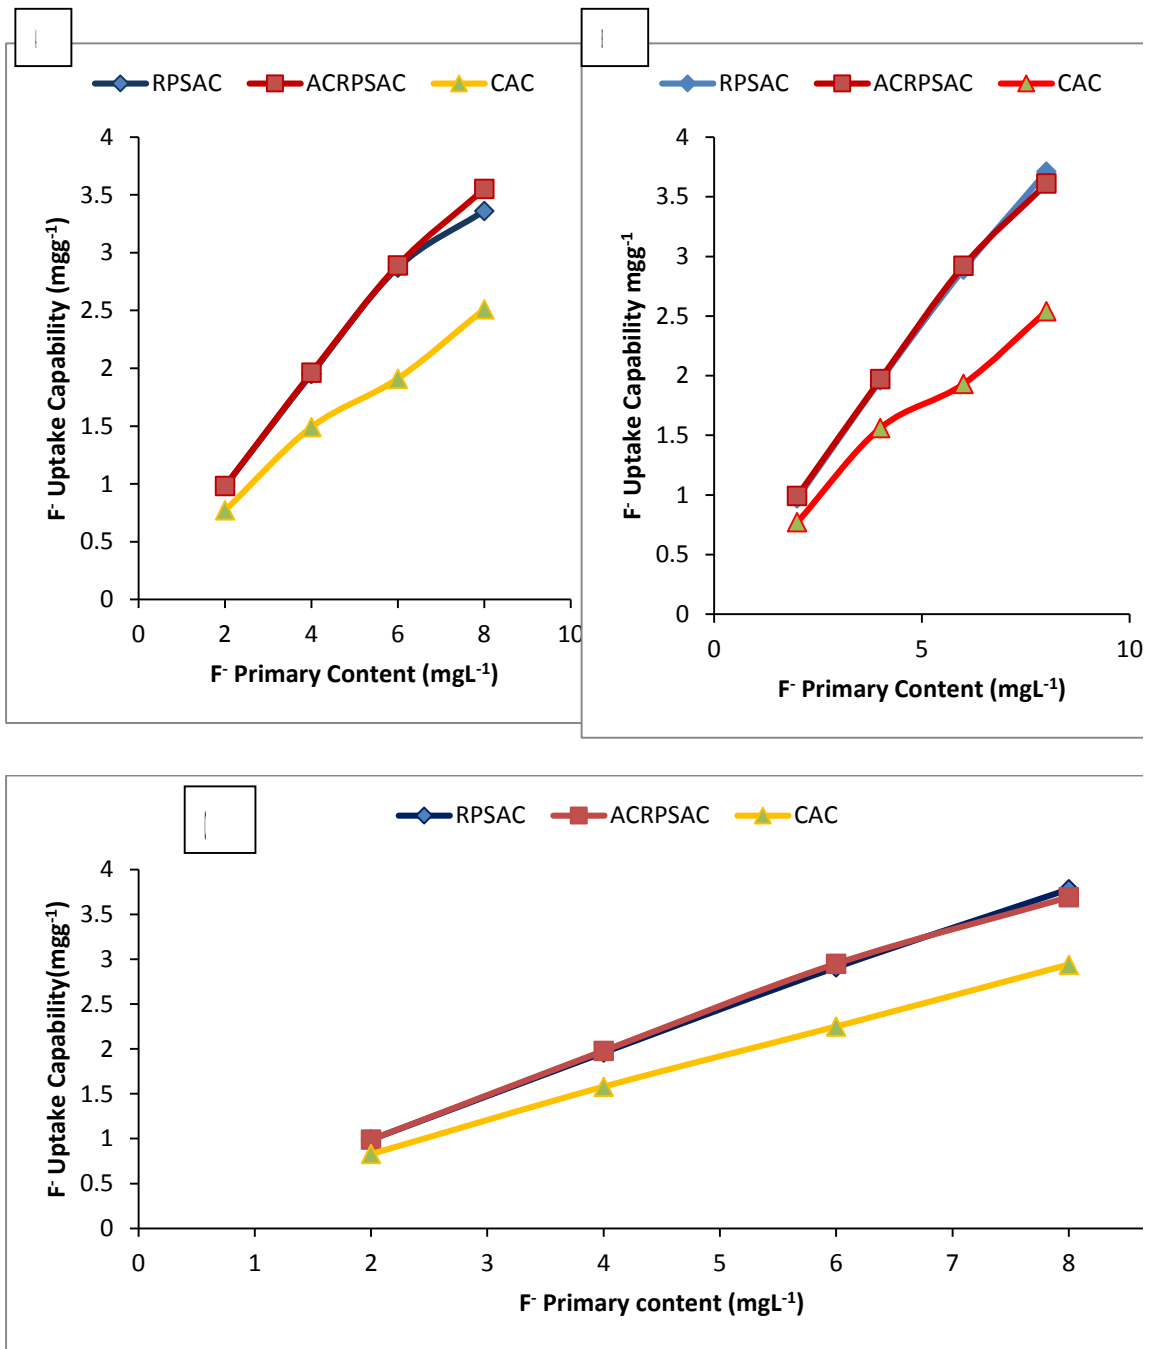 RPSAC ACRPSAC CAC
4
3.5
3
2.5
2
1.5
1
0.5
0
0 2 4 6 8 10
F- Uptake Capability (mgg-1)
F- Primary Content (mgL-1)
RPSAC ACRPSAC CAC
4
3.5
3
2.5
2
1.5
1
0.5
0
0 5 10
F- Uptake Capability mgg-1
F- Primary Content (mgL-1)
RPSAC ACRPSAC CAC
4
3.5
3
2.5
2
1.5
1
0.5
0
0 1 2 3 4 5 6 7 8
F- Uptake Capability(mgg-1)
F- Primary content (mgL-1)